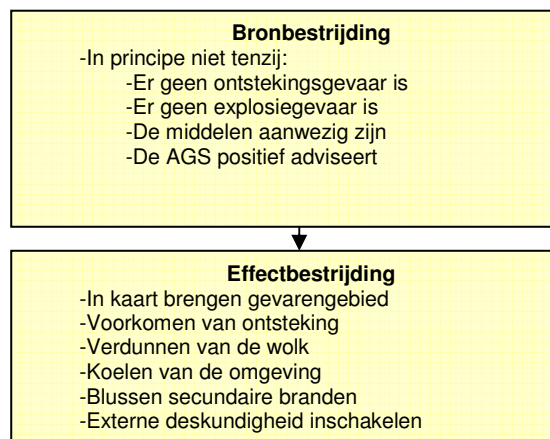 Bronbestrijding
-In principe niet tenzij:
-Er geen ontstekingsgevaar is
-Er geen explosiegevaar is
-De middelen aanwezig zijn
-De AGS positief adviseert
Effectbestrijding
-In kaart brengen gevarengebied
-Voorkomen van ontsteking
-Verdunnen van de wolk
-Koelen van de omgeving
-Blussen secundaire branden
-Externe deskundigheid inschakelen